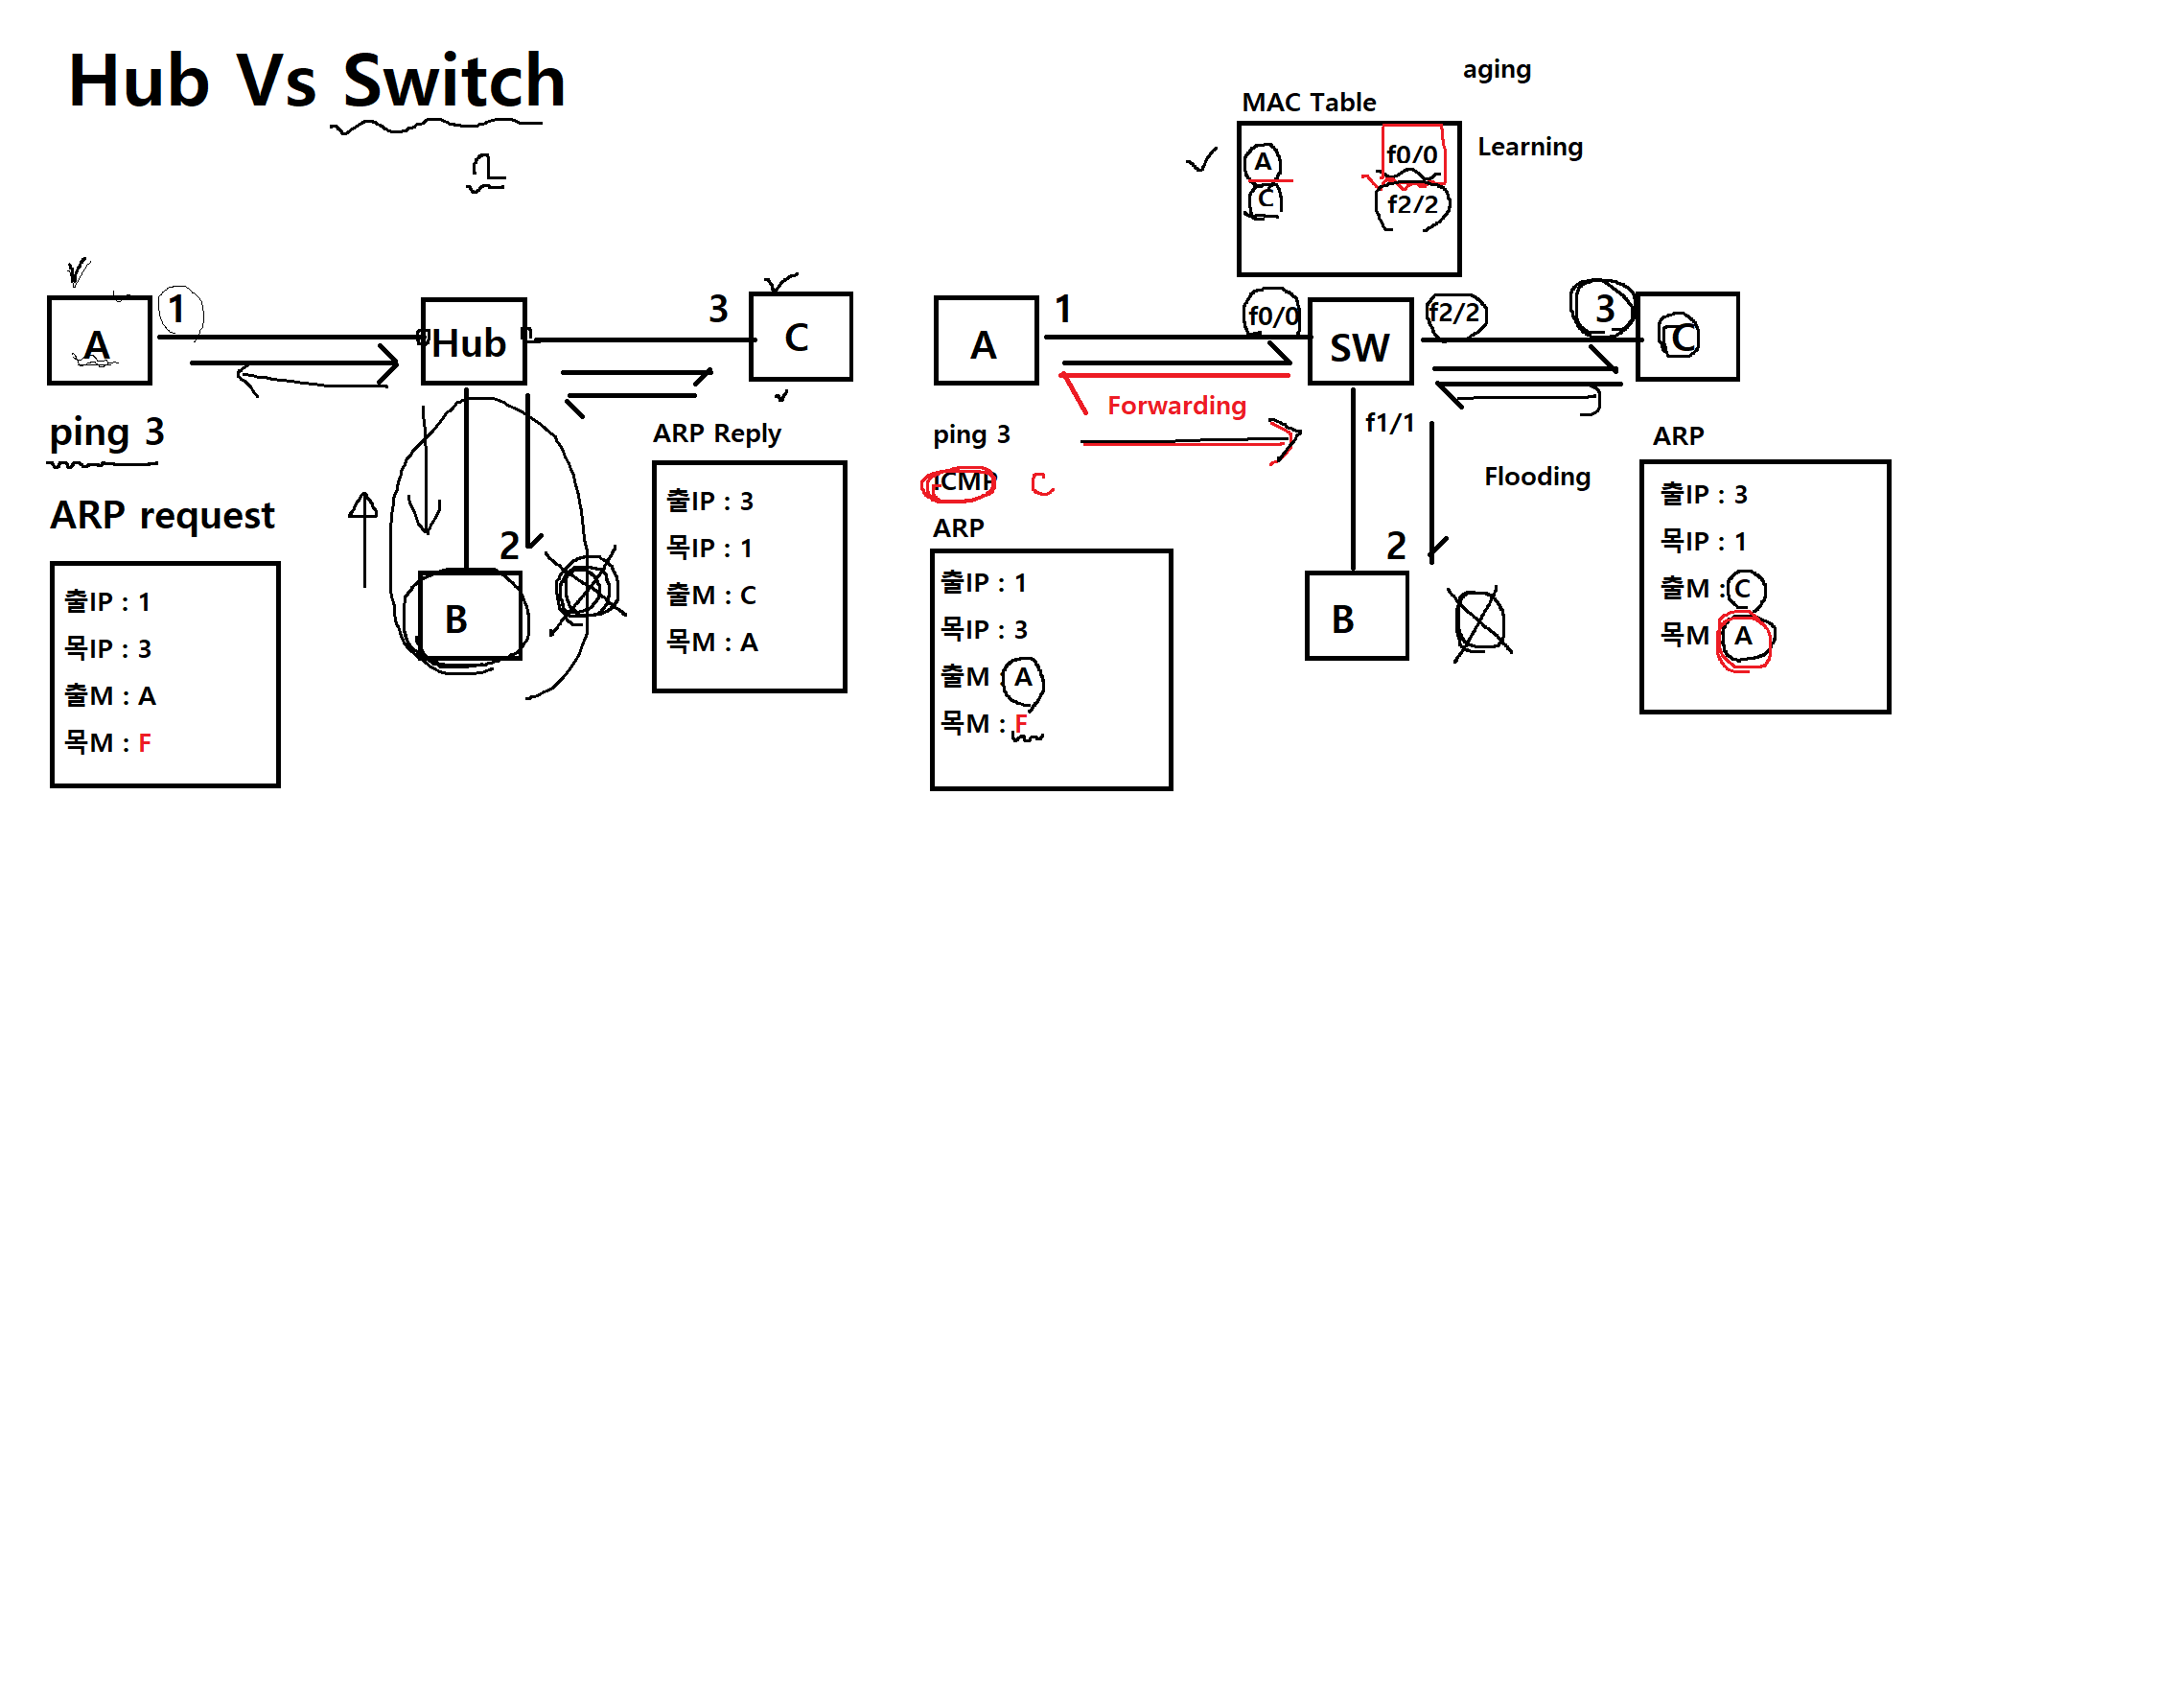 Hub Vs Switch
2
A
1
Hub
3
C
ping 3
ARP request
출IP : 1
목IP : 3
출M : A
목M : F
2
B
ARP Reply
출IP : 3
목IP : 1
출M : C
목M : A
aging
MAC Table
Learning
A f0/0
C f2/2
A
1
f0/0
SW
f2/2
3
C
Forwarding
f1/1
ping 3
ICMP C
ARP
출IP : 1
목IP : 3
출M : A
목M : F
Flooding
2
B
ARP
출IP : 3
목IP : 1
출M : C
목M : A